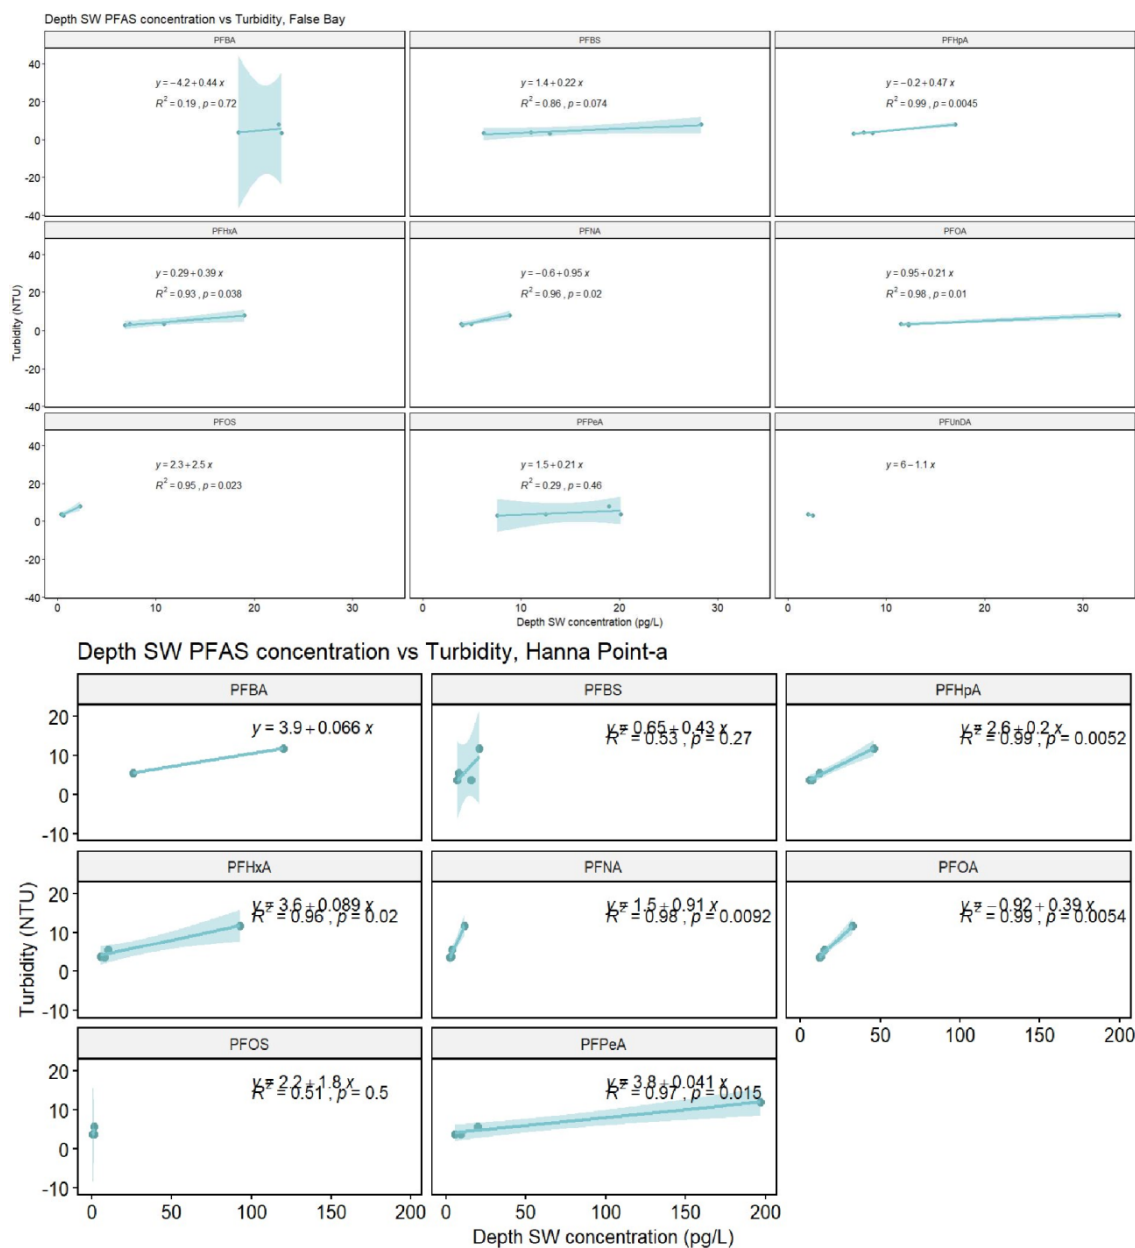 Depth SW PFAS concentration vs Turbidity, False Bay
PFBA PFBS PFHpA
40
20
0
-20
-40
y = −4.2 + 0.44 x
R² = 0.19 , p = 0.72
y = 1.4 + 0.22 x
R² = 0.86 , p = 0.074
y = −0.2 + 0.47 x
R² = 0.99 , p = 0.0045
PFHxA PFNA PFOA
Turbidity (NTU)
40
20
0
-20
-40
y = 0.29 + 0.39 x
R² = 0.93 , p = 0.038
y = −0.6 + 0.95 x
R² = 0.96 , p = 0.02
y = 0.95 + 0.21 x
R² = 0.98 , p = 0.01
PFOS PFPeA PFUnDA
40
20
0
-20
-40
y = 2.3 + 2.5 x
R² = 0.95 , p = 0.023
y = 1.5 + 0.21 x
R² = 0.29 , p = 0.46
y = 6 − 1.1 x
0 10 20 30 0 10 20 30 0 10 20 30
Depth SW concentration (pg/L)
Depth SW PFAS concentration vs Turbidity, Hanna Point-a
PFBA PFBS PFHpA
20
10
0
-10
y = 3.9 + 0.066 x
y = 0.65 + 0.43 x
R² = 0.53 , p = 0.27
y = 2.6 + 0.2 x
R² = 0.99 , p = 0.0052
PFHxA PFNA PFOA
Turbidity (NTU)
20
10
0
-10
y = 3.6 + 0.089 x
R² = 0.96 , p = 0.02
y = 1.5 + 0.91 x
R² = 0.98 , p = 0.0092
y = −0.92 + 0.39 x
R² = 0.99 , p = 0.0054
0 50 100 150 200
PFOS PFPeA
20
10
0
-10
y = 2.2 + 1.8 x
R² = 0.51 , p = 0.5
y = 3.8 + 0.041 x
R² = 0.97 , p = 0.015
0 50 100 150 200 0 50 100 150 200
Depth SW concentration (pg/L)